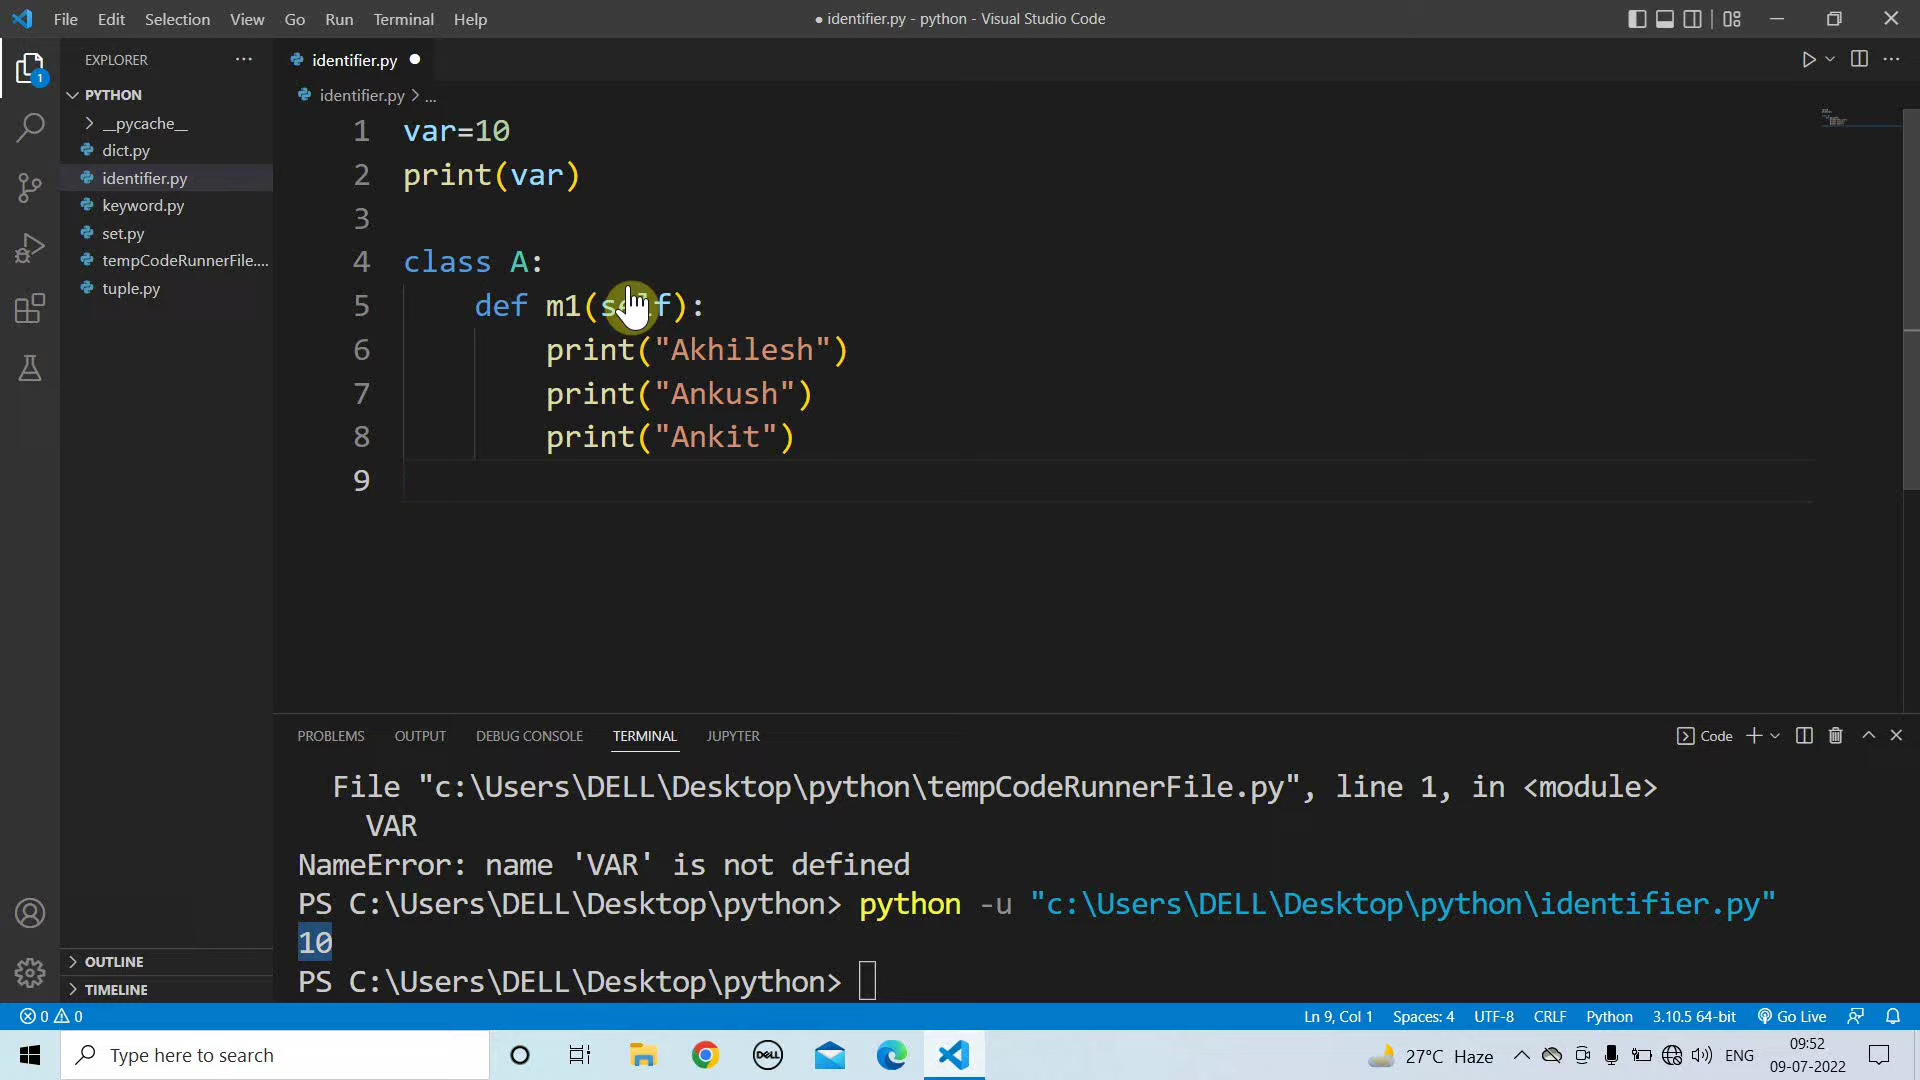 File Edit Selection View Go Run Terminal Help
● identifier.py - python - Visual Studio Code
EXPLORER ···
1
PYTHON
__pycache__
dict.py
identifier.py
keyword.py
set.py
tempCodeRunnerFile....
tuple.py
OUTLINE
TIMELINE
identifier.py ●
identifier.py > ...
1 var=10
2 print(var)
3
4 class A:
5 def m1(self):
6 print("Akhilesh")
7 print("Ankush")
8 print("Ankit")
9
PROBLEMS OUTPUT DEBUG CONSOLE TERMINAL JUPYTER
Code
File "c:\Users\DELL\Desktop\python\tempCodeRunnerFile.py", line 1, in <module>
VAR
NameError: name 'VAR' is not defined
PS C:\Users\DELL\Desktop\python> python -u "c:\Users\DELL\Desktop\python\identifier.py"
10
PS C:\Users\DELL\Desktop\python>
0 0 Ln 9, Col 1 Spaces: 4 UTF-8 CRLF Python 3.10.5 64-bit Go Live
Type here to search
DELL
27°C Haze
ENG
09:52
09-07-2022